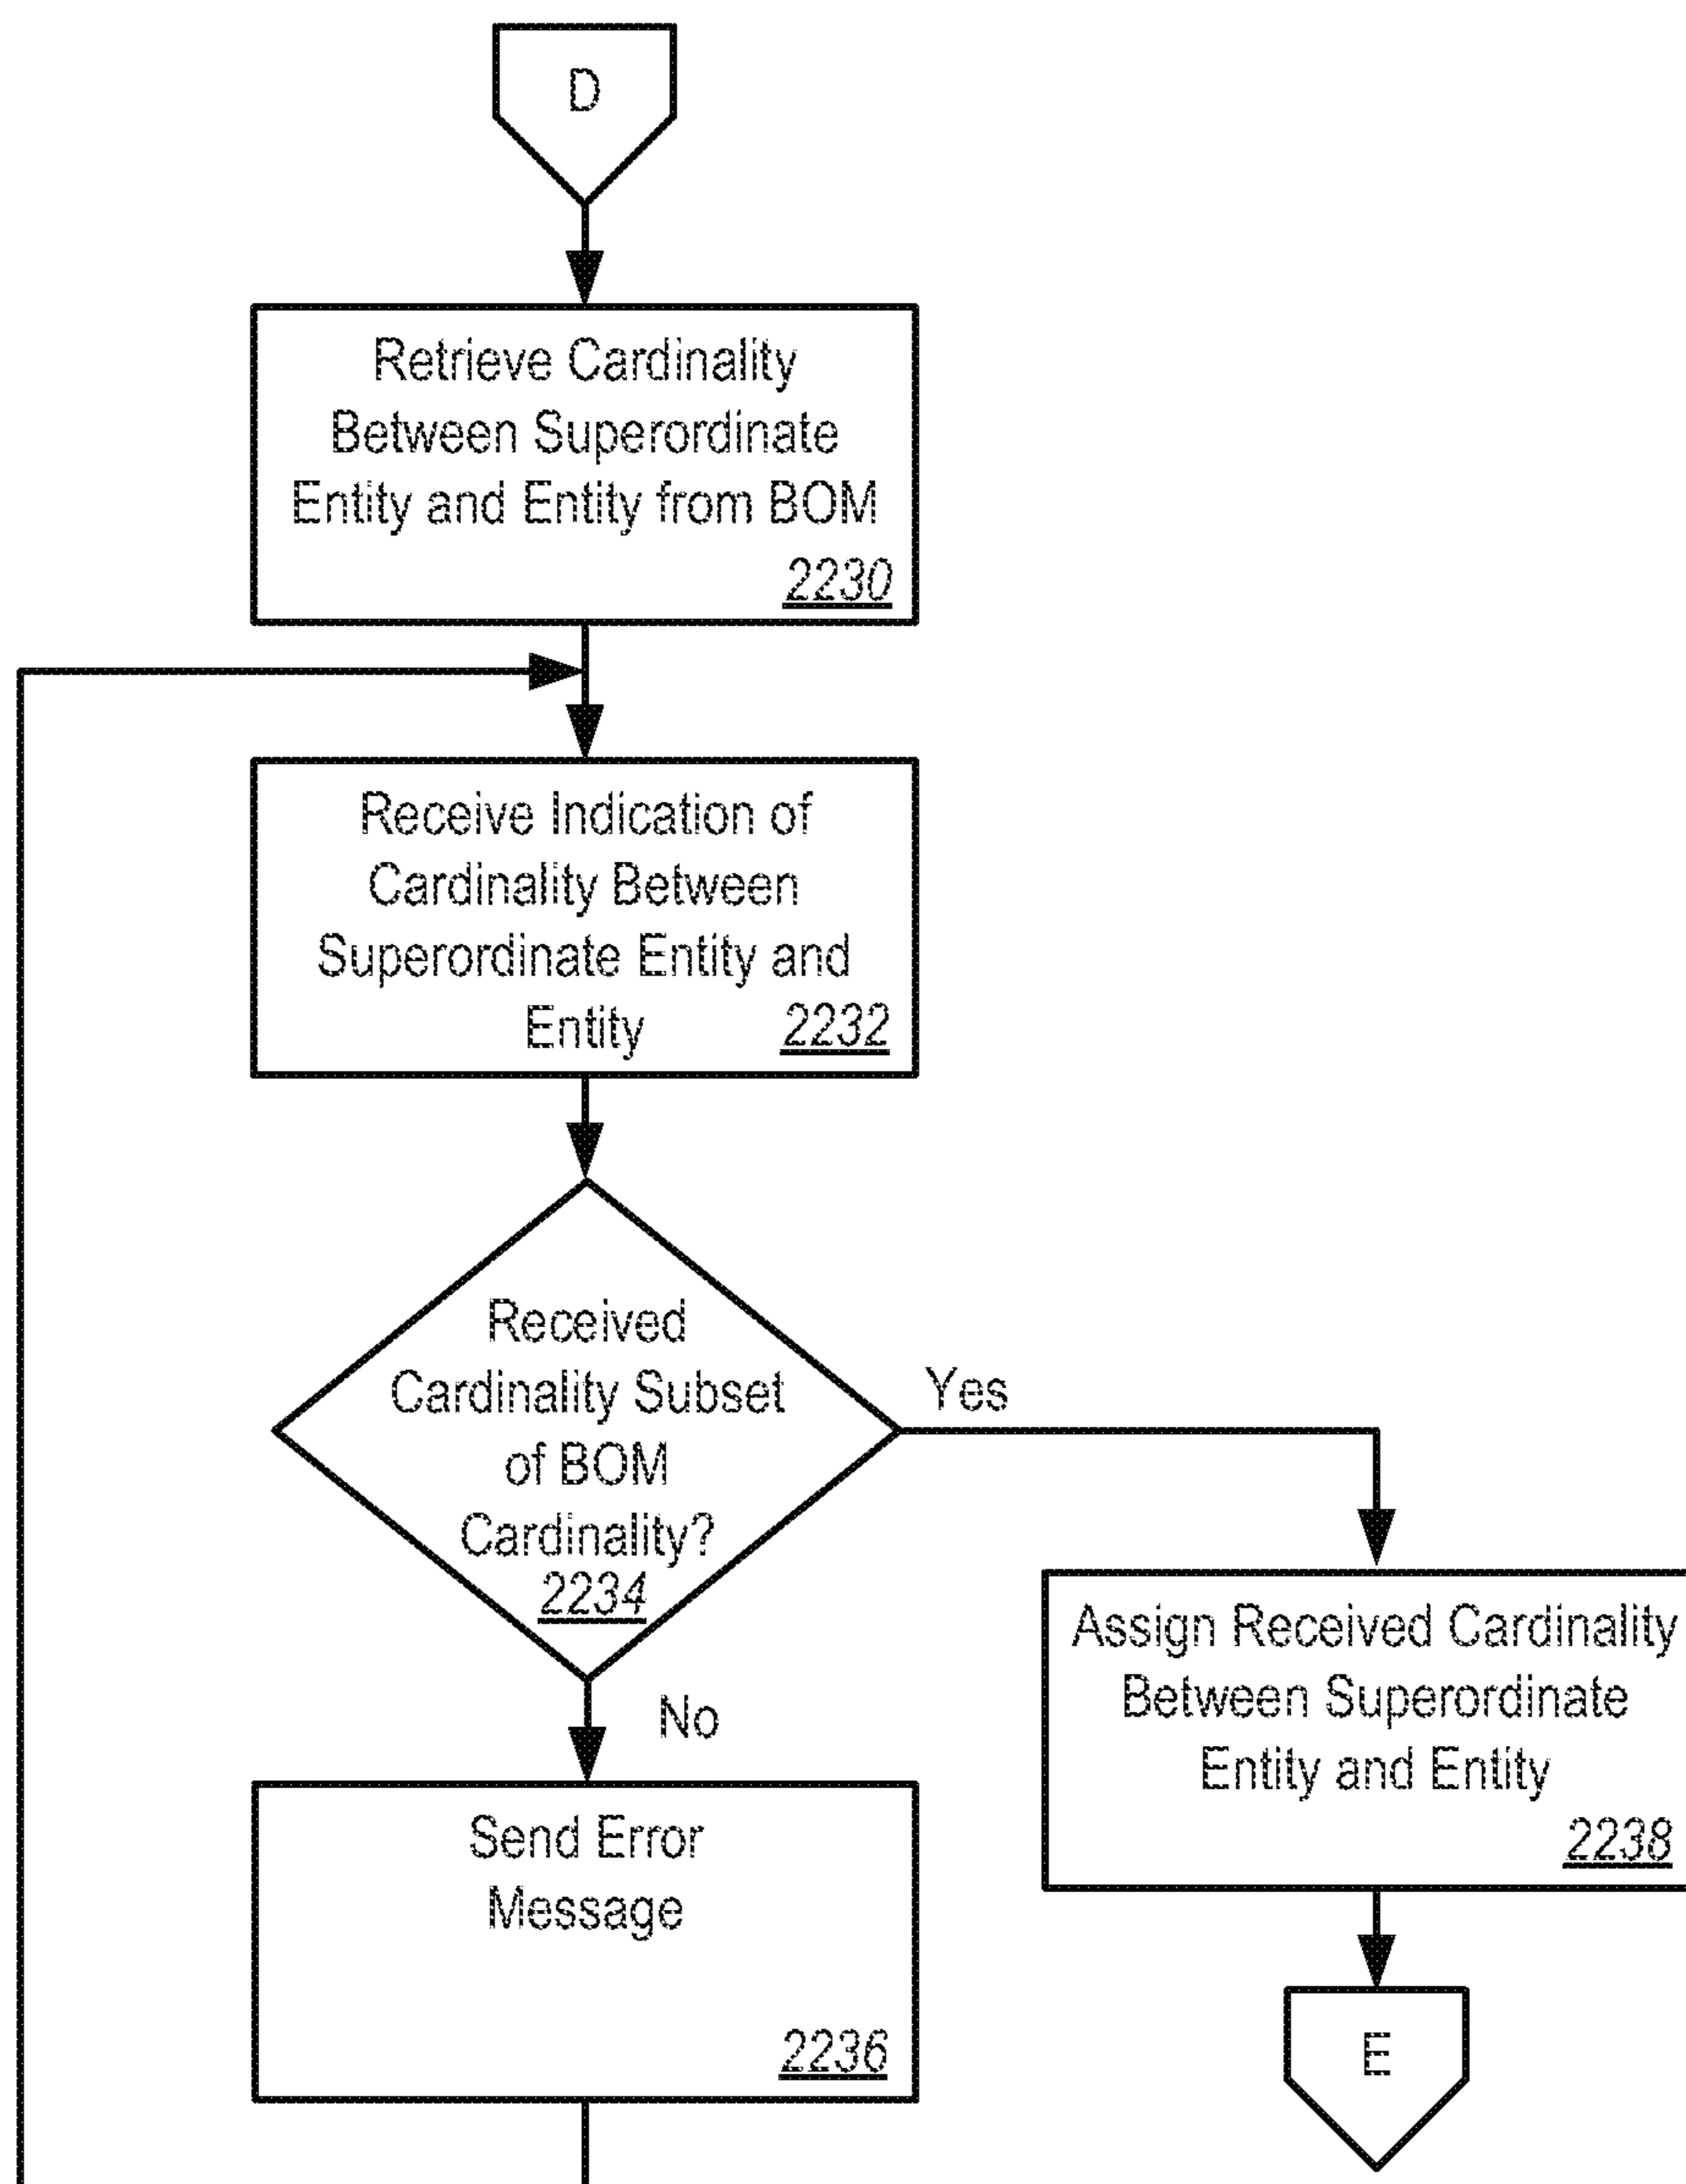 D
Retrieve Cardinality
Between Superordinate
Entity and Entity from BOM
2230
Receive Indication of
Cardinality Between
Superordinate Entity and
Entity 2232
Received
Cardinality Subset
of BOM
Cardinality?
2234
Yes
No
Send Error
Message
2236
Assign Received Cardinality
Between Superordinate
Entity and Entity
2238
E